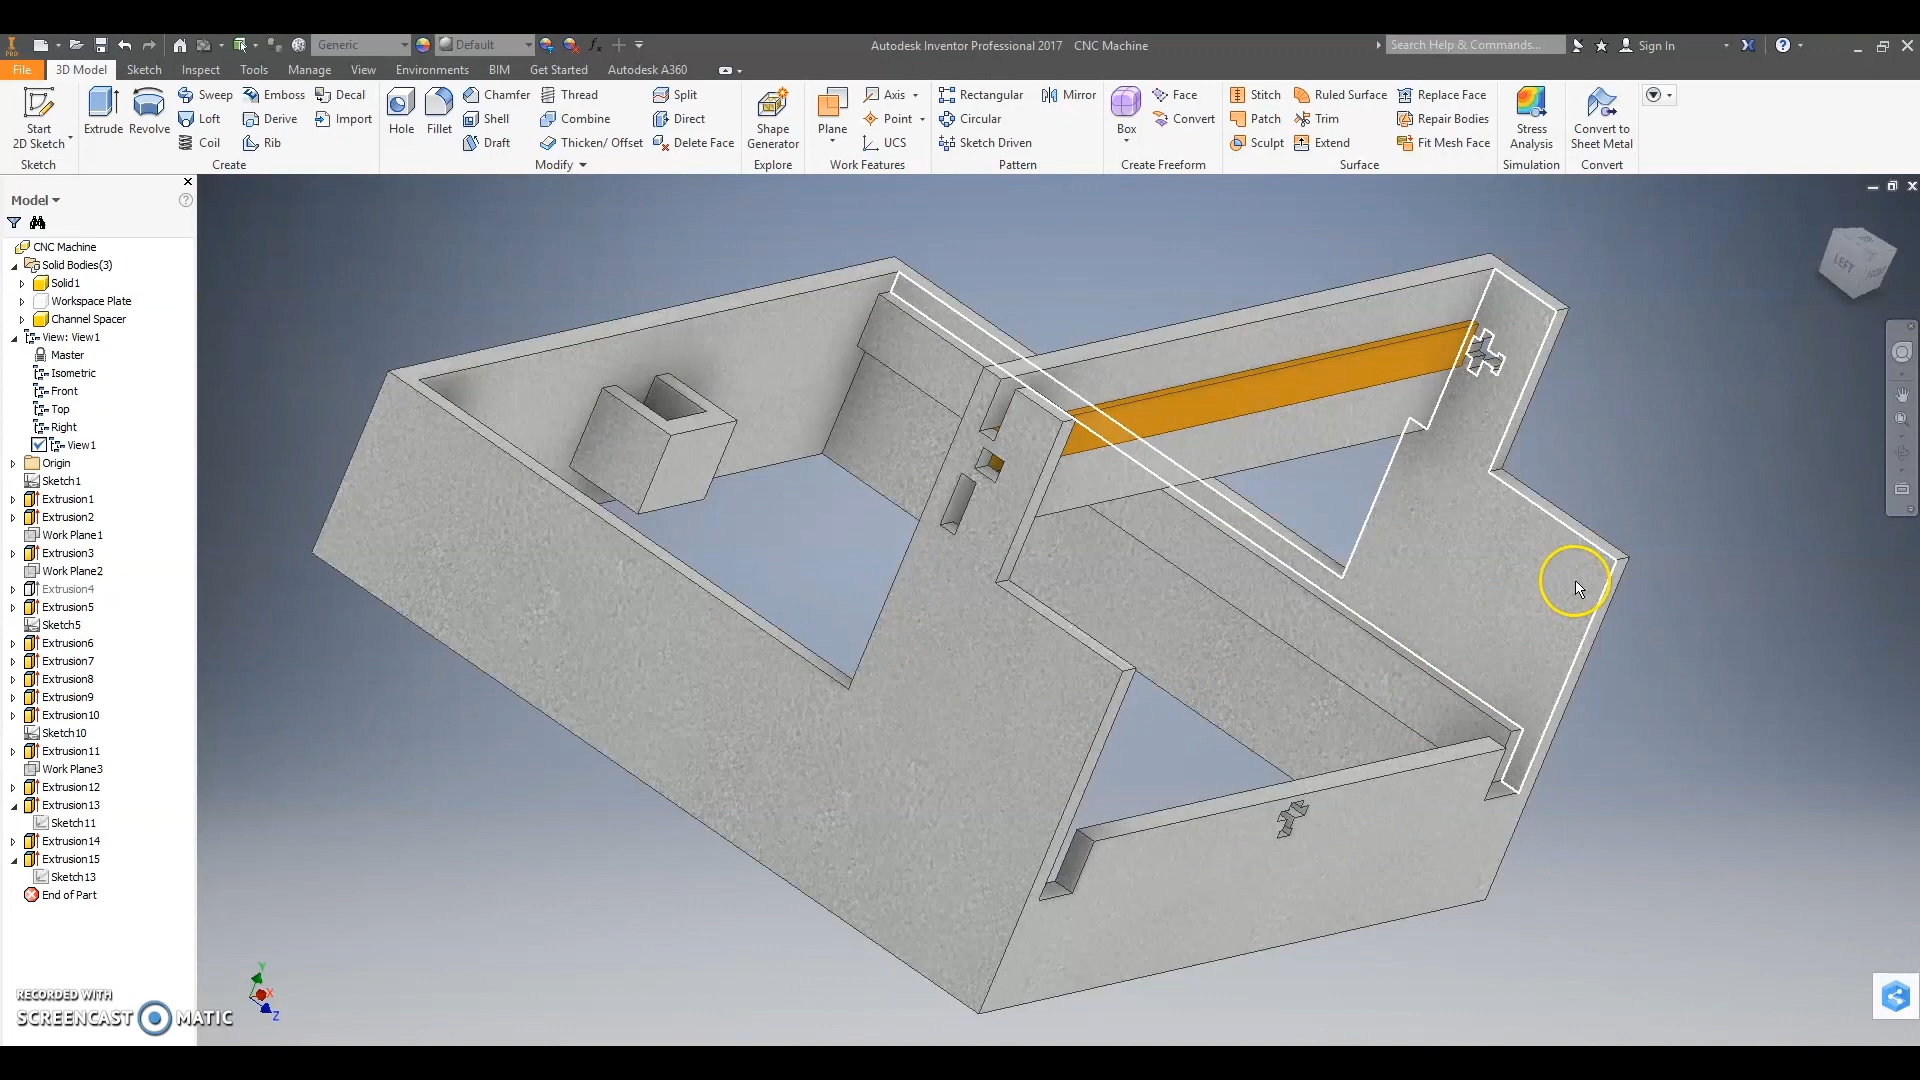 Generic
Default
Autodesk Inventor Professional 2017 CNC Machine
Search Help & Commands...
Sign In
File
3D Model
Sketch
Inspect
Tools
Manage
View
Environments
BIM
Get Started
Autodesk A360
Start
2D Sketch
Sketch
Extrude
Revolve
Sweep
Emboss
Decal
Loft
Derive
Import
Coil
Rib
Create
Hole
Fillet
Chamfer
Thread
Split
Shell
Combine
Direct
Draft
Thicken/ Offset
Delete Face
Modify
Shape
Generator
Explore
Plane
Axis
Point
UCS
Work Features
Rectangular
Mirror
Circular
Sketch Driven
Pattern
Box
Face
Convert
Create Freeform
Stitch
Ruled Surface
Replace Face
Patch
Trim
Repair Bodies
Sculpt
Extend
Fit Mesh Face
Surface
Stress
Analysis
Simulation
Convert to
Sheet Metal
Convert
Model
CNC Machine
Solid Bodies(3)
Solid1
Workspace Plate
Channel Spacer
View: View1
Master
Isometric
Front
Top
Right
View1
Origin
Sketch1
Extrusion1
Extrusion2
Work Plane1
Extrusion3
Work Plane2
Extrusion4
Extrusion5
Sketch5
Extrusion6
Extrusion7
Extrusion8
Extrusion9
Extrusion10
Sketch10
Extrusion11
Work Plane3
Extrusion12
Extrusion13
Sketch11
Extrusion14
Extrusion15
Sketch13
End of Part
LEFT
Y
X
Z
RECORDED WITH
SCREENCAST MATIC